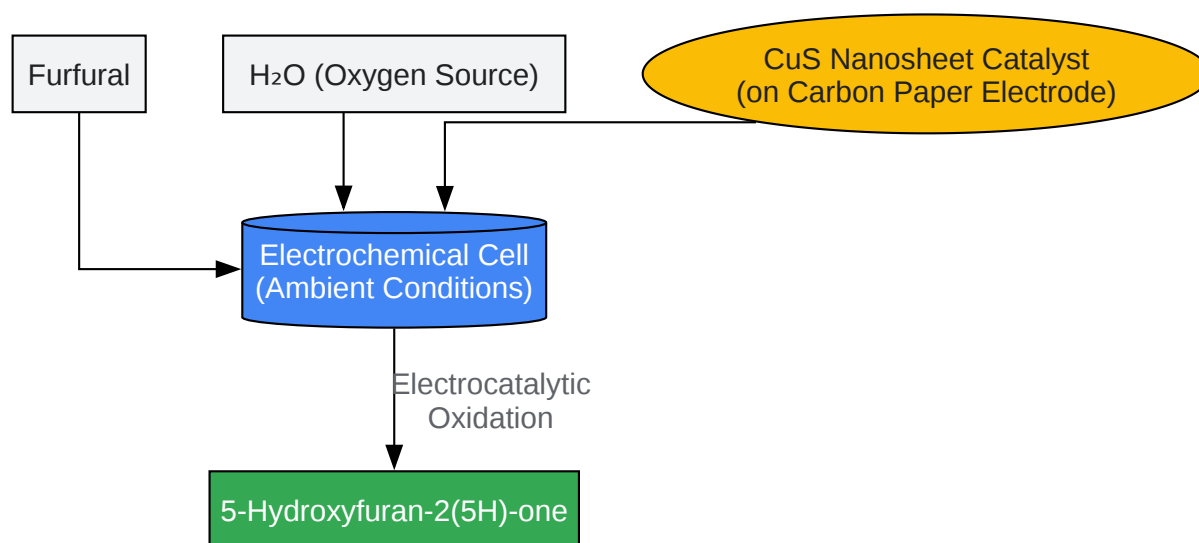 Furfural
H₂O (Oxygen Source)
CuS Nanosheet Catalyst
(on Carbon Paper Electrode)
Electrochemical Cell
(Ambient Conditions)
Electrocatalytic
Oxidation
5-Hydroxyfuran-2(5H)-one